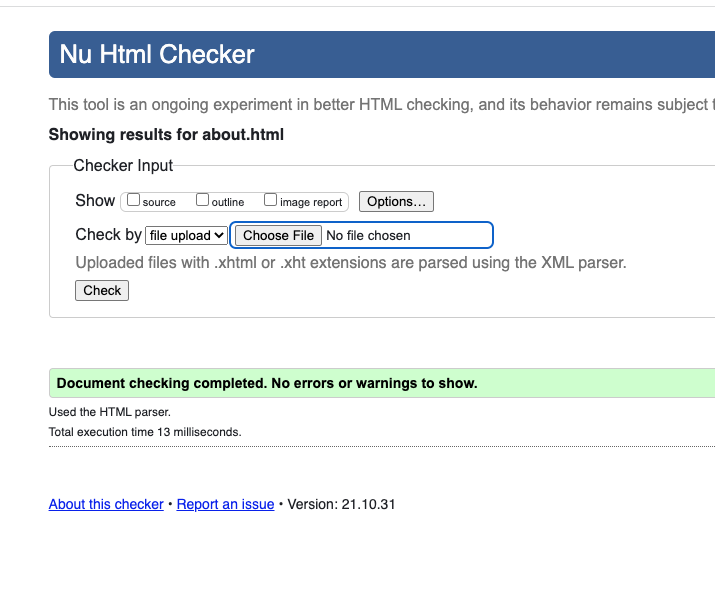 Nu Html Checker
This tool is an ongoing experiment in better HTML checking, and its behavior remains subject
Showing results for about.html
Checker Input
Show source outline image report Options...
Check by file upload Choose File No file chosen
Uploaded files with .xhtml or .xht extensions are parsed using the XML parser.
Check
Document checking completed. No errors or warnings to show.
Used the HTML parser.
Total execution time 13 milliseconds.
About this checker • Report an issue • Version: 21.10.31